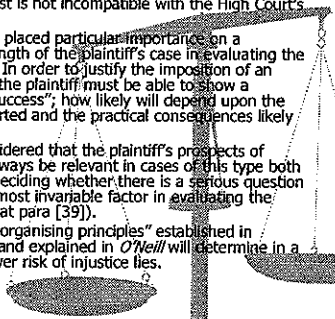 st is not incompatible with the High Court's
placed particular importance on a
ngth of the plaintiff's case in evaluating the
In order to justify the imposition of an
the plaintiff must be able to show a
uccess"; how likely will depend upon the
rted and the practical consequences likely
idered that the plaintiff's prospects of
ways be relevant in cases of this type both
deciding whether there is a serious question
most invariable factor in evaluating the
at para [39]).
organising principles" established in
and explained in O'Neill will determine in a
wer risk of injustice lies.